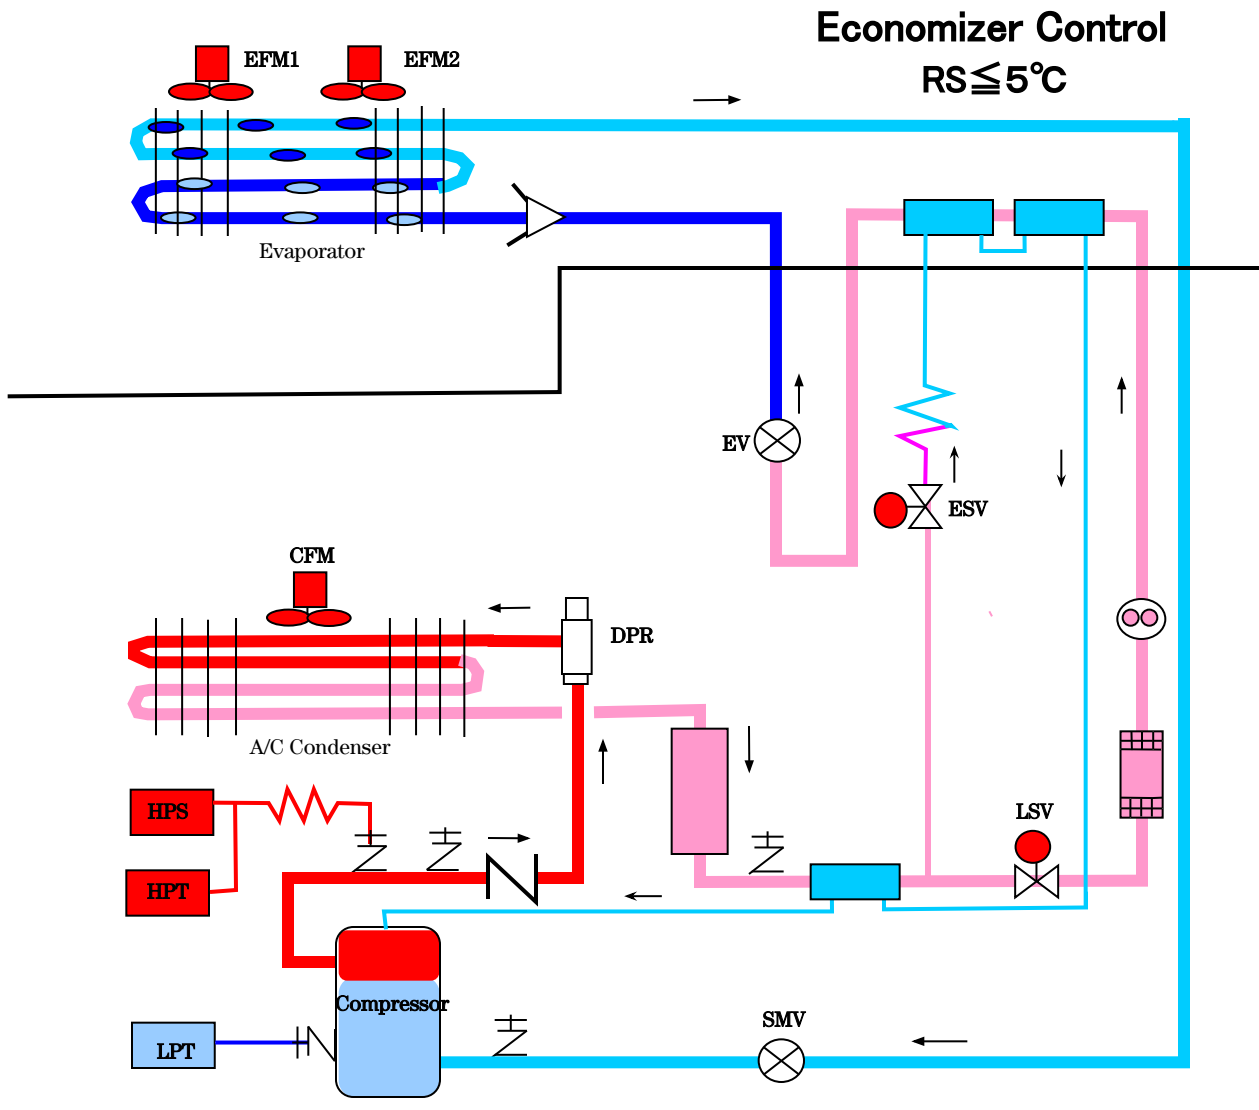 Economizer Control
RS≦5℃
EFM1
EFM2
Evaporator
EV
ESV
CFM
DPR
A/C Condenser
HPS
LSV
HPT
Compressor
SMV
LPT